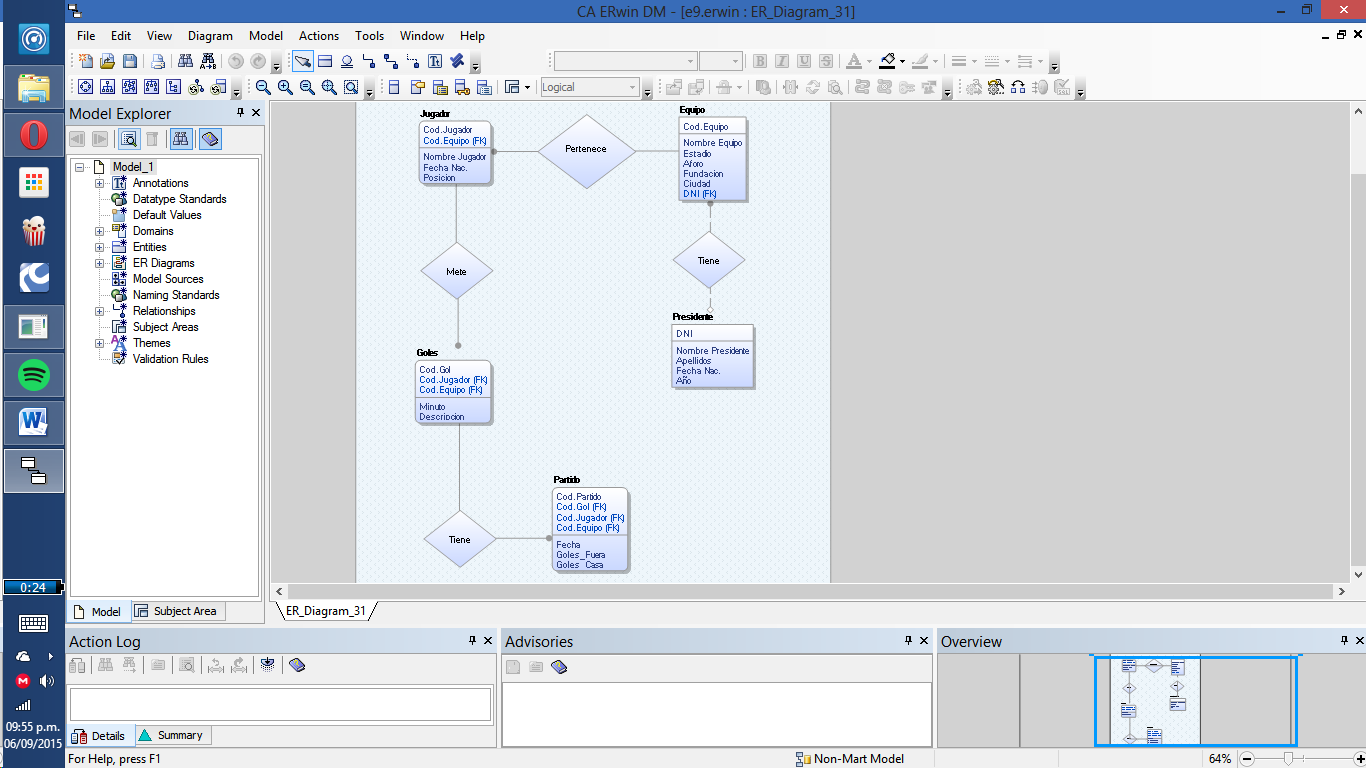 CA ERwin DM - [e9.erwin : ER_Diagram_31]
File Edit View Diagram Model Actions Tools Window Help
A↔B
Tt
B I U S A
Logical
Model Explorer
Model_1
Annotations
Datatype Standards
Default Values
Domains
Entities
ER Diagrams
Model Sources
Naming Standards
Relationships
Subject Areas
Themes
Validation Rules
Model Subject Area
Jugador
Cod.Jugador
Cod.Equipo (FK)
Nombre Jugador
Fecha Nac.
Posicion
Pertenece
Equipo
Cod.Equipo
Nombre Equipo
Estadio
Aforo
Fundacion
Ciudad
DNI (FK)
Mete
Tiene
Presidente
DNI
Nombre Presidente
Apellidos
Fecha Nac.
Año
Goles
Cod.Gol
Cod.Jugador (FK)
Cod.Equipo (FK)
Minuto
Descripcion
Tiene
Partido
Cod.Partido
Cod.Gol (FK)
Cod.Jugador (FK)
Cod.Equipo (FK)
Fecha
Goles_Fuera
Goles_Casa
ER_Diagram_31
Action Log
Details Summary
Advisories
Overview
For Help, press F1
Non-Mart Model
64%
0:24
09:55 p.m.
06/09/2015